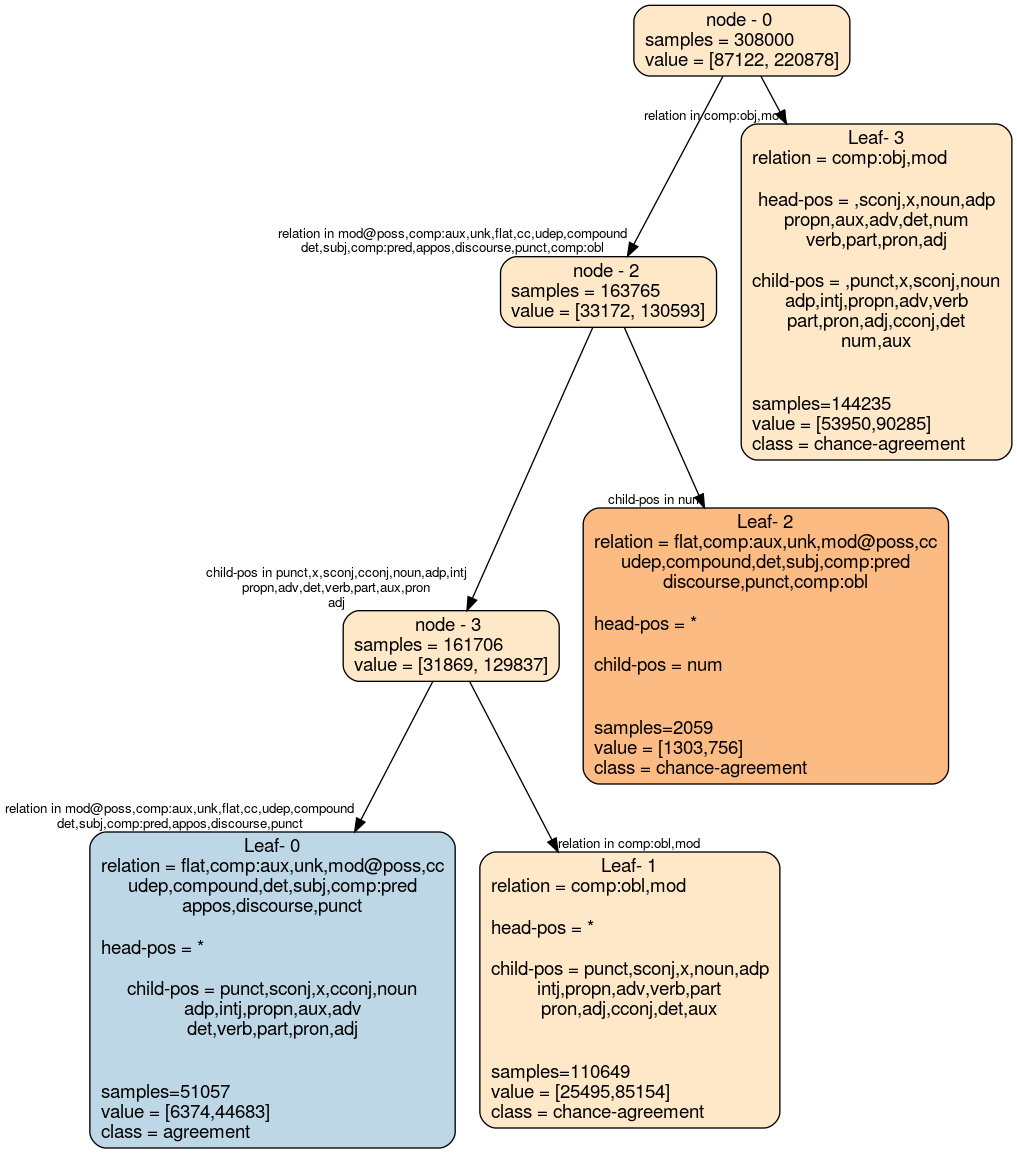 node - 0
samples = 308000
value = [87122, 220878]
relation in comp:obj,mod
Leaf- 3
relation = comp:obj,mod
head-pos = ,sconj,x,noun,adp
propn,aux,adv,det,num
verb,part,pron,adj
child-pos = ,punct,x,sconj,noun
adp,intj,propn,adv,verb
part,pron,adj,cconj,det
num,aux
samples=144235
value = [53950,90285]
class = chance-agreement
relation in mod@poss,comp:aux,unk,flat,cc,udep,compound
det,subj,comp:pred,appos,discourse,punct,comp:obl
node - 2
samples = 163765
value = [33172, 130593]
child-pos in num
Leaf- 2
relation = flat,comp:aux,unk,mod@poss,cc
udep,compound,det,subj,comp:pred
discourse,punct,comp:obl
head-pos = *
child-pos = num
samples=2059
value = [1303,756]
class = chance-agreement
child-pos in punct,x,sconj,cconj,noun,adp,intj
propn,adv,det,verb,part,aux,pron
adj
node - 3
samples = 161706
value = [31869, 129837]
relation in mod@poss,comp:aux,unk,flat,cc,udep,compound
det,subj,comp:pred,appos,discourse,punct
Leaf- 0
relation = flat,comp:aux,unk,mod@poss,cc
udep,compound,det,subj,comp:pred
appos,discourse,punct
head-pos = *
child-pos = punct,sconj,x,cconj,noun
adp,intj,propn,aux,adv
det,verb,part,pron,adj
samples=51057
value = [6374,44683]
class = agreement
relation in comp:obl,mod
Leaf- 1
relation = comp:obl,mod
head-pos = *
child-pos = punct,sconj,x,noun,adp
intj,propn,adv,verb,part
pron,adj,cconj,det,aux
samples=110649
value = [25495,85154]
class = chance-agreement